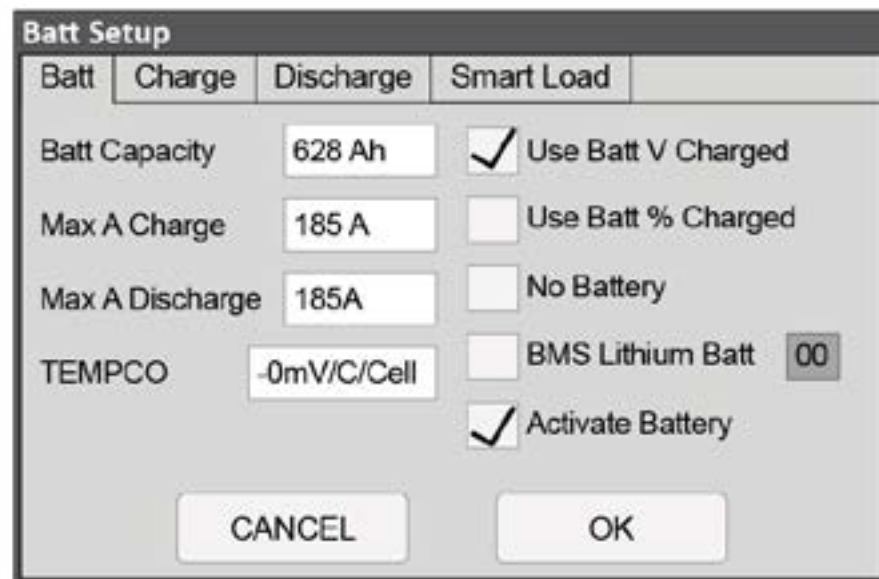 Batt Setup
Batt Charge Discharge Smart Load
Batt Capacity 628 Ah Use Batt V Charged
Max A Charge 185 A Use Batt % Charged
Max A Discharge 185A No Battery
TEMPCO -0mV/C/Cell BMS Lithium Batt 00
Activate Battery
CANCEL OK